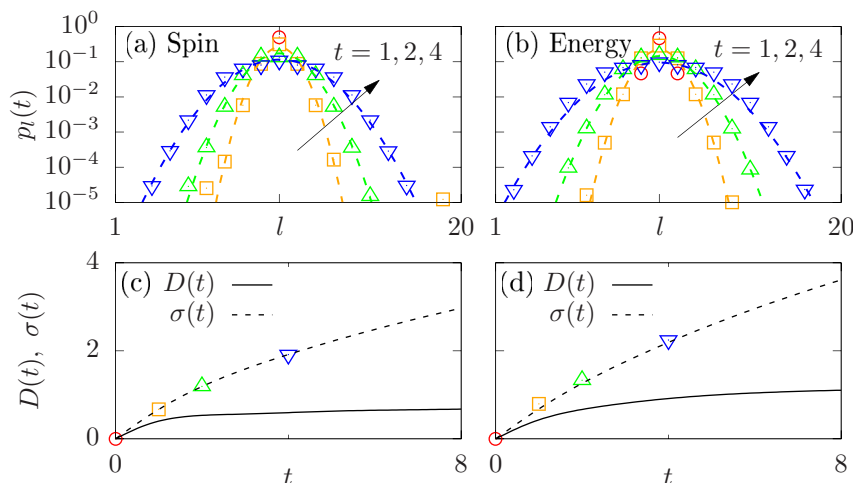 10^0
10^-1
10^-2
10^-3
10^-4
10^-5
p_l(t)
(a) Spin
t = 1, 2, 4
1
l
20
(b) Energy
t = 1, 2, 4
1
l
20
D(t), σ(t)
4
2
0
(c) D(t)
σ(t)
0
t
8
(d) D(t)
σ(t)
0
t
8